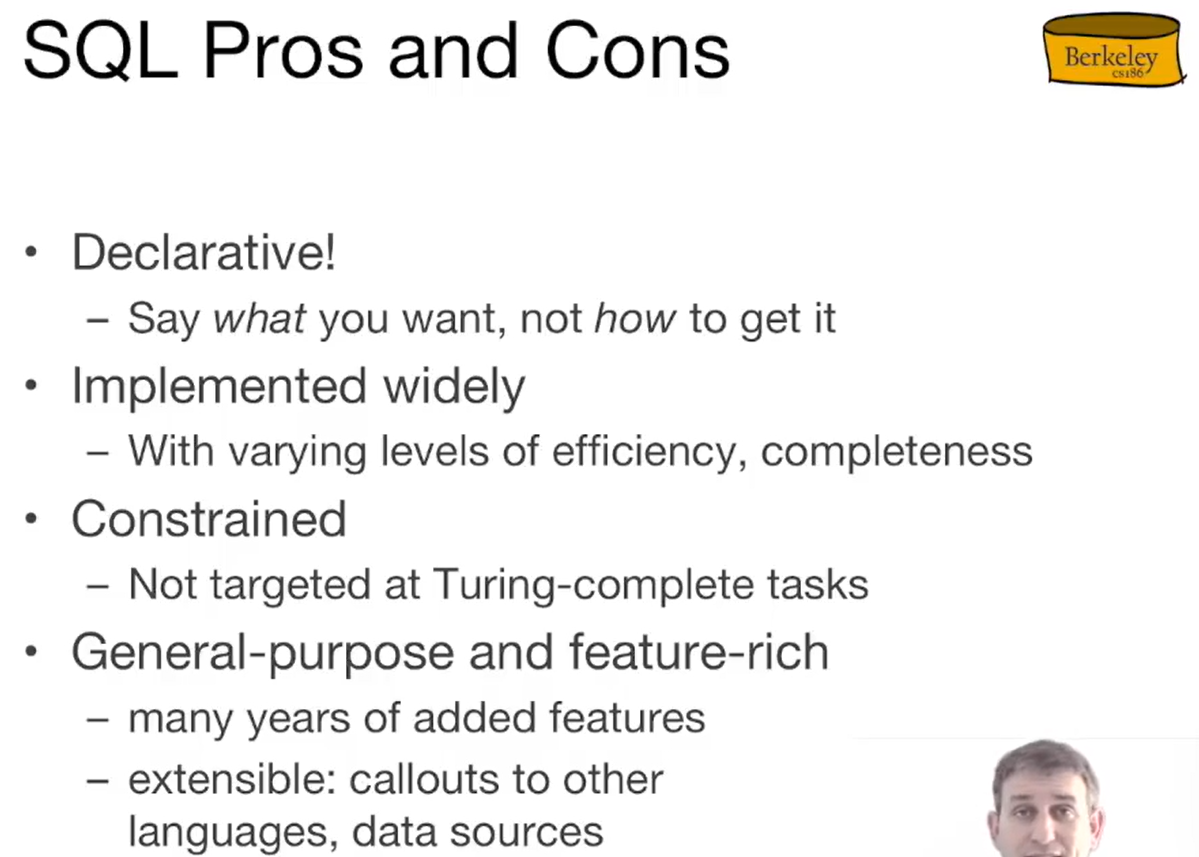 SQL Pros and Cons
Berkeley
cs186
• Declarative!
– Say what you want, not how to get it
• Implemented widely
– With varying levels of efficiency, completeness
• Constrained
– Not targeted at Turing-complete tasks
• General-purpose and feature-rich
– many years of added features
– extensible: callouts to other
languages, data sources